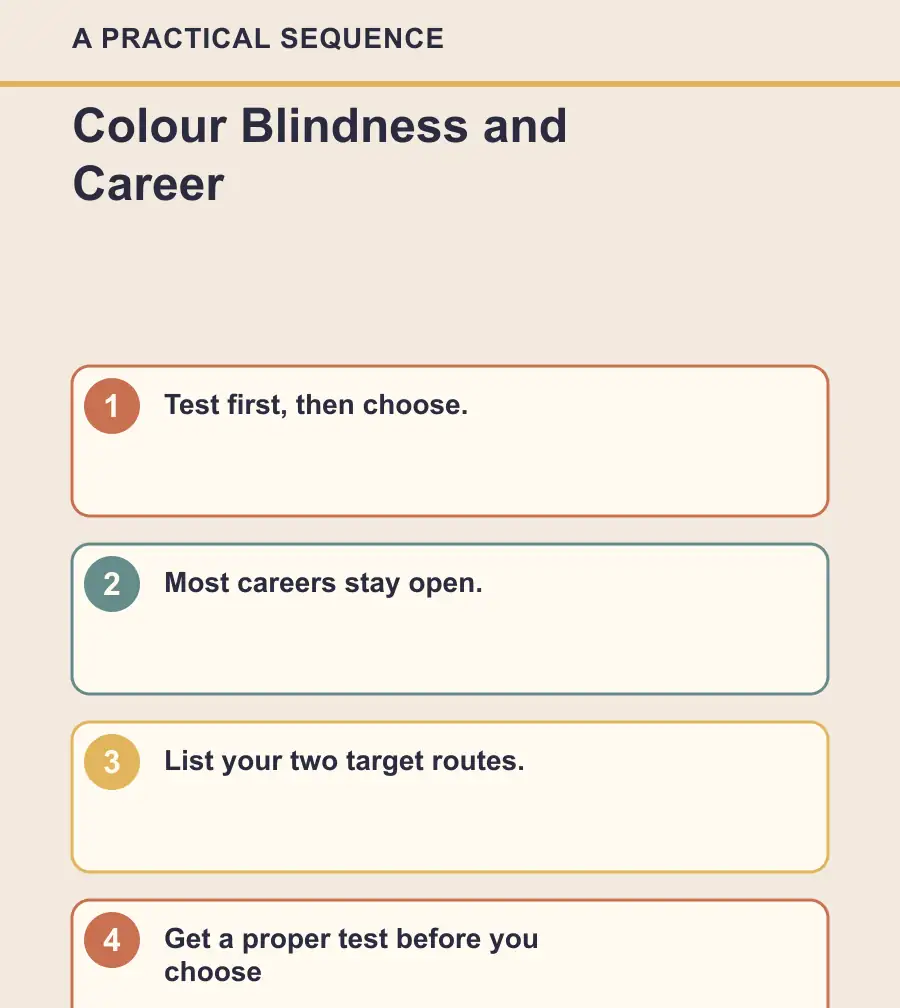 A PRACTICAL SEQUENCE
Colour Blindness and
Career
1
Test first, then choose.
2
Most careers stay open.
3
List your two target routes.
4
Get a proper test before you
choose